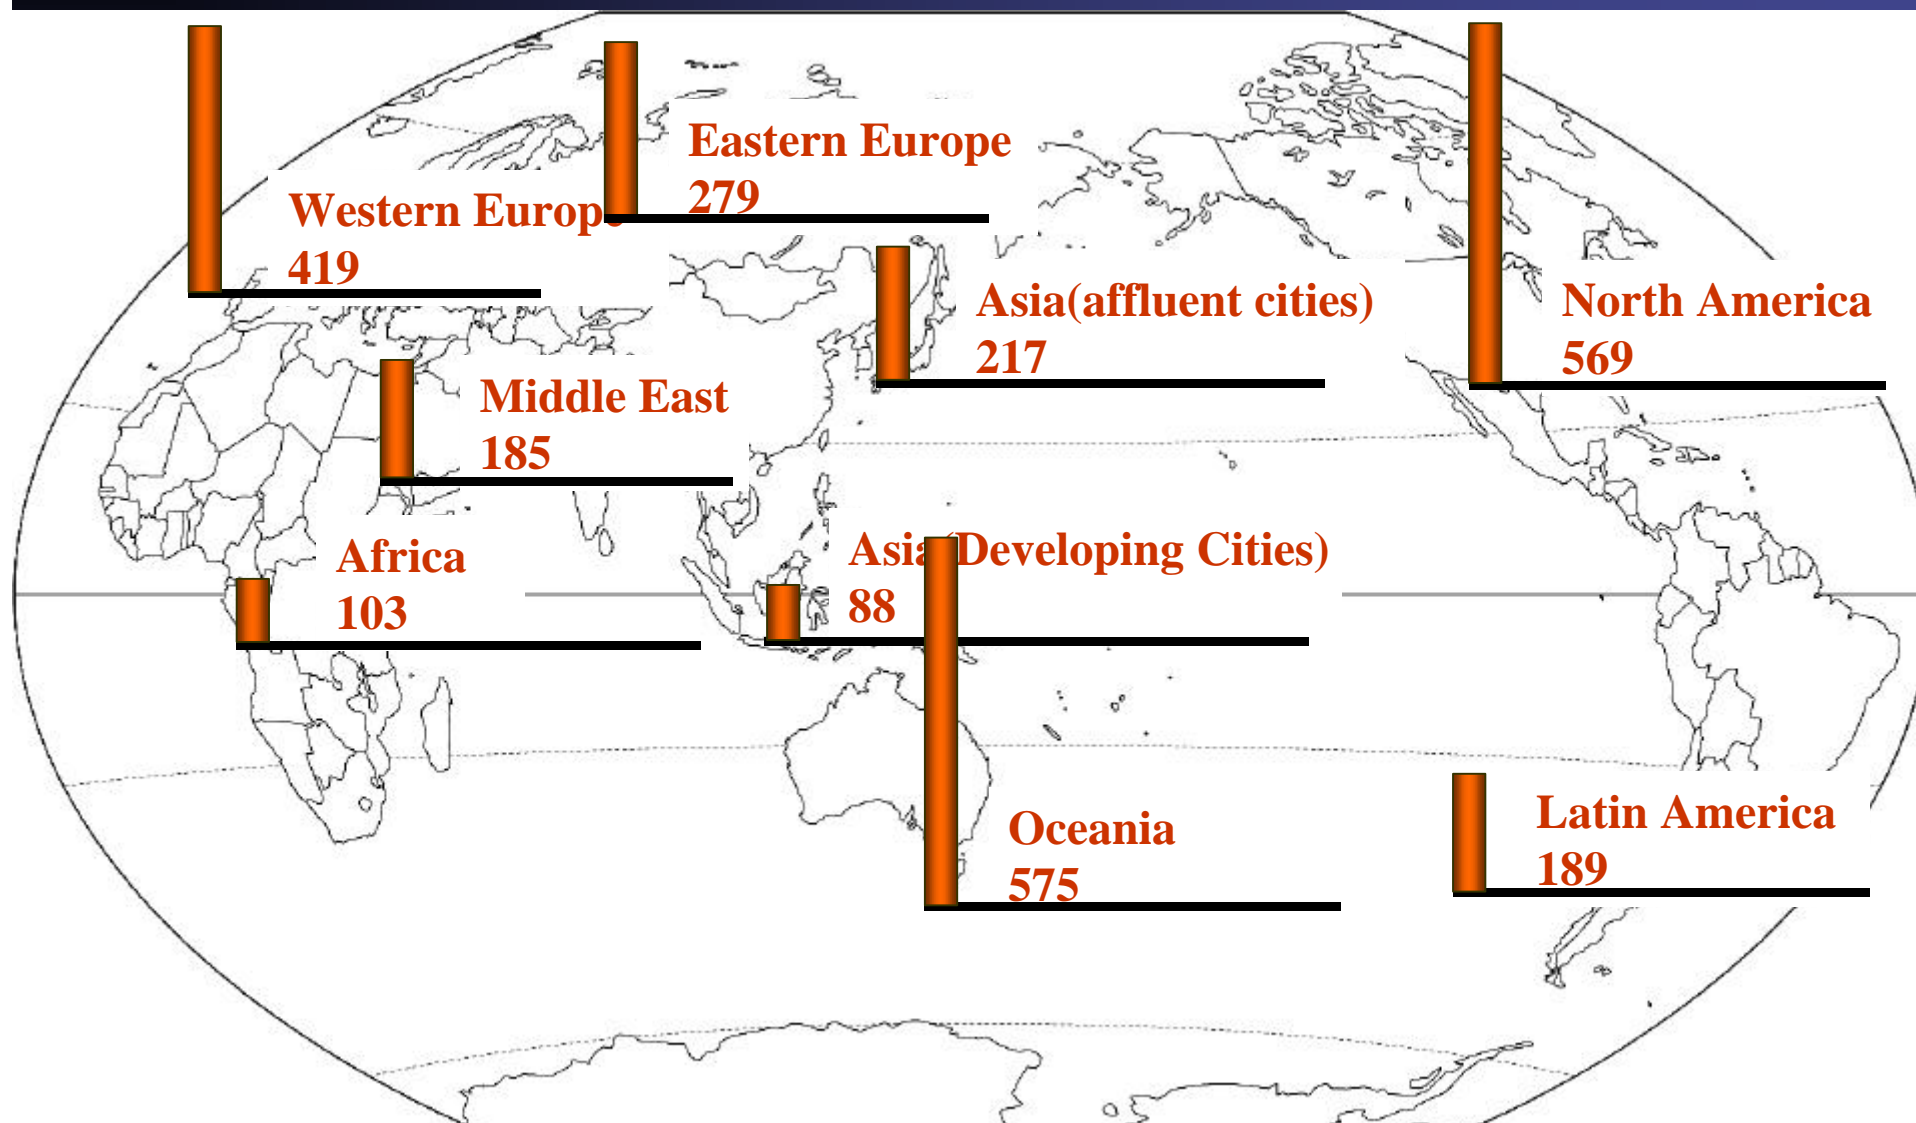 Eastern Europe
279
Western Europe
419
Asia(affluent cities)
217
North America
569
Middle East
185
Africa
103
Asia(Developing Cities)
88
Oceania
575
Latin America
189